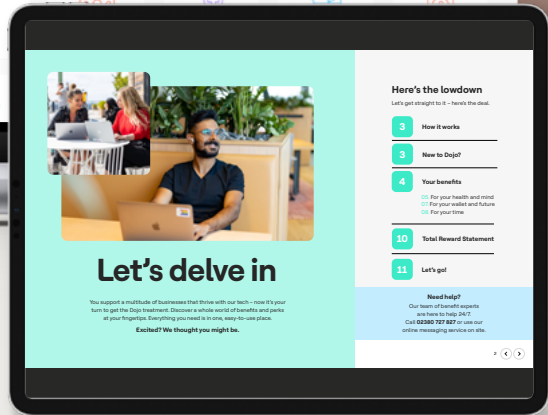 Let's delve in
You support a multitude of businesses that thrive with our tech – now it's your
turn to get the Dojo treatment. Discover a whole world of benefits and perks
at your fingertips. Everything you need is in one, easy-to-use place.
Excited? We thought you might be.
Here's the lowdown
Let's get straight to it – here's the deal.
3 How it works
3 New to Dojo?
4 Your benefits
05 For your health and mind
07 For your wallet and future
09 For your time
10 Total Reward Statement
11 Let's go!
Need help?
Our team of benefit experts
are here to help 24/7.
Call 02380 727 827 or use our
online messaging service on site.
2